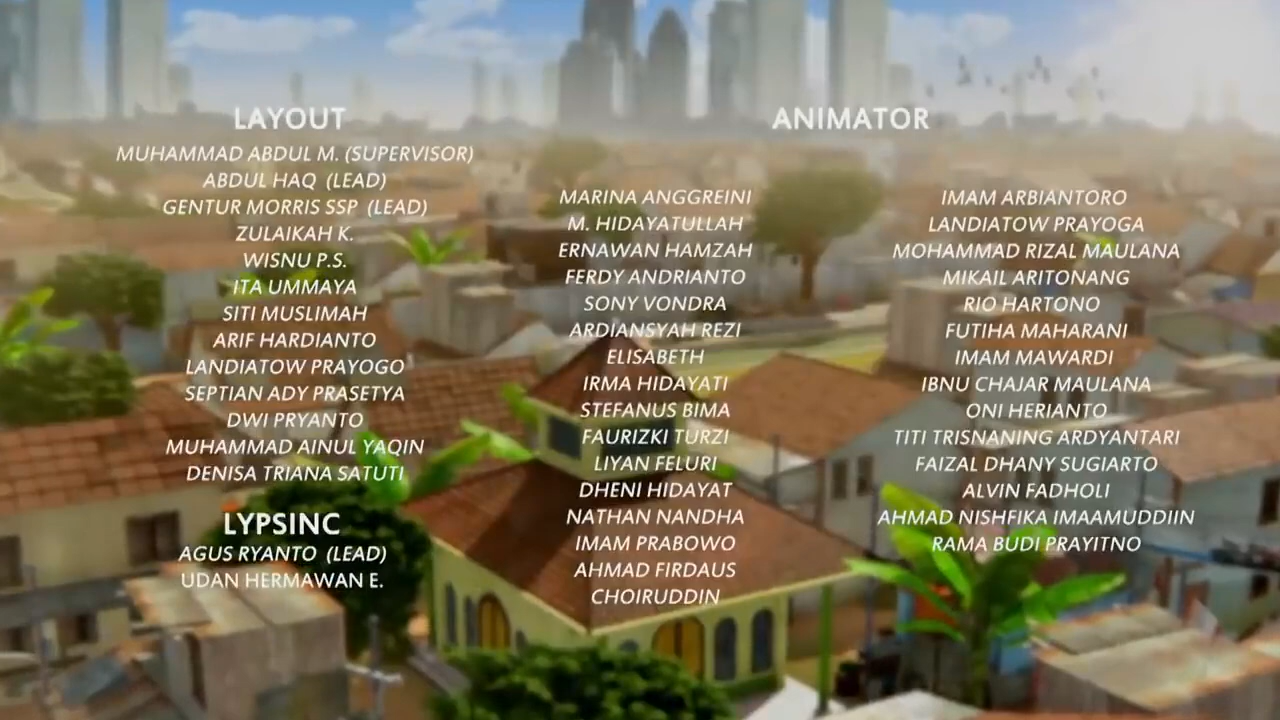 LAYOUT
MUHAMMAD ABDUL M. (SUPERVISOR)
ABDUL HAQ (LEAD)
GENTUR MORRIS SSP (LEAD)
ZULAIKAH K.
WISNU P.S.
ITA UMMAYA
SITI MUSLIMAH
ARIF HARDIANTO
LANDIATOW PRAYOGO
SEPTIAN ADY PRASETYA
DWI PRYANTO
MUHAMMAD AINUL YAQIN
DENISA TRIANA SATUTI
LYPSINC
AGUS RYANTO (LEAD)
UDAN HERMAWAN E.
ANIMATOR
MARINA ANGGREINI
M. HIDAYATULLAH
ERNAWAN HAMZAH
FERDY ANDRIANTO
SONY VONDRA
ARDIANSYAH REZI
ELISABETH
IRMA HIDAYATI
STEFANUS BIMA
FAURIZKI TURZI
LIYAN FELURI
DHENI HIDAYAT
NATHAN NANDHA
IMAM PRABOWO
AHMAD FIRDAUS
CHOIRUDDIN
IMAM ARBIANTORO
LANDIATOW PRAYOGA
MOHAMMAD RIZAL MAULANA
MIKAIL ARITONANG
RIO HARTONO
FUTIHA MAHARANI
IMAM MAWARDI
IBNU CHAJAR MAULANA
ONI HERIANTO
TITI TRISNANING ARDYANTARI
FAIZAL DHANY SUGIARTO
ALVIN FADHOLI
AHMAD NISHFIKA IMAAMUDDIIN
RAMA BUDI PRAYITNO